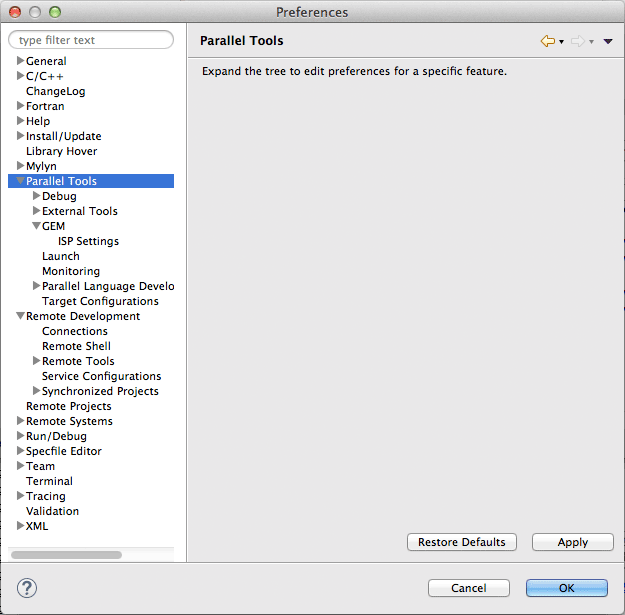 Preferences
type filter text
General
C/C++
ChangeLog
Fortran
Help
Install/Update
Library Hover
Mylyn
Parallel Tools
Debug
External Tools
GEM
ISP Settings
Launch
Monitoring
Parallel Language Develo
Target Configurations
Remote Development
Connections
Remote Shell
Remote Tools
Service Configurations
Synchronized Projects
Remote Projects
Remote Systems
Run/Debug
Specfile Editor
Team
Terminal
Tracing
Validation
XML
Parallel Tools
Expand the tree to edit preferences for a specific feature.
Restore Defaults
Apply
?
Cancel
OK